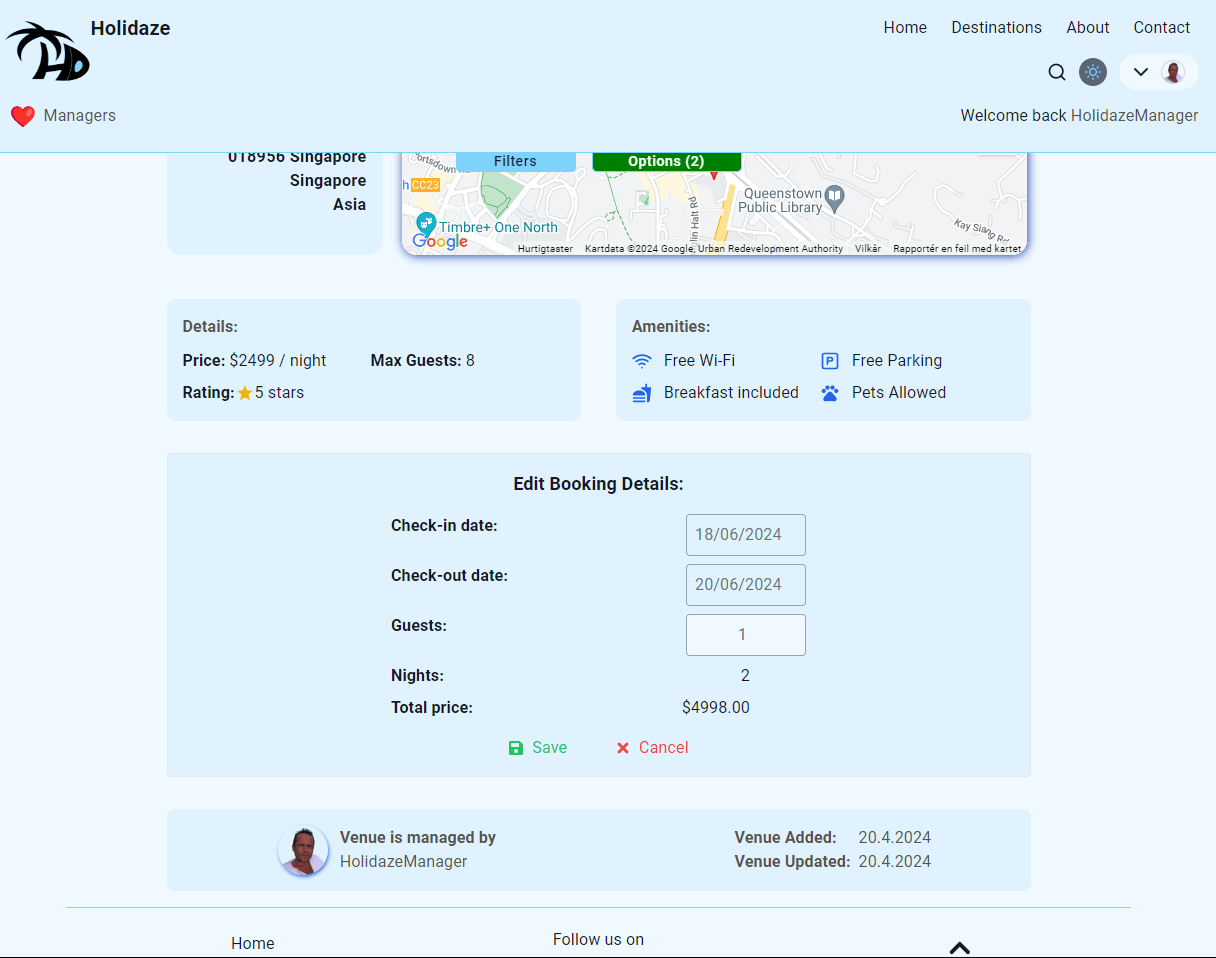 Holidaze
Home Destinations About Contact
Managers
Welcome back HolidazeManager
018956 Singapore
Singapore
Asia
Filters
Options (2)
CC23
Queenstown
Public Library
Timbre+ One North
Kay Siang Rd
Google
Hurtigtaster Kartdata ©2024 Google, Urban Redevelopment Authority Vilkår Rapportér en feil med kartet
Details:
Price: $2499 / night Max Guests: 8
Rating: 5 stars
Amenities:
Free Wi-Fi Free Parking
Breakfast included Pets Allowed
Edit Booking Details:
Check-in date: 18/06/2024
Check-out date: 20/06/2024
Guests: 1
Nights: 2
Total price: $4998.00
Save Cancel
Venue is managed by
HolidazeManager
Venue Added: 20.4.2024
Venue Updated: 20.4.2024
Home
Follow us on